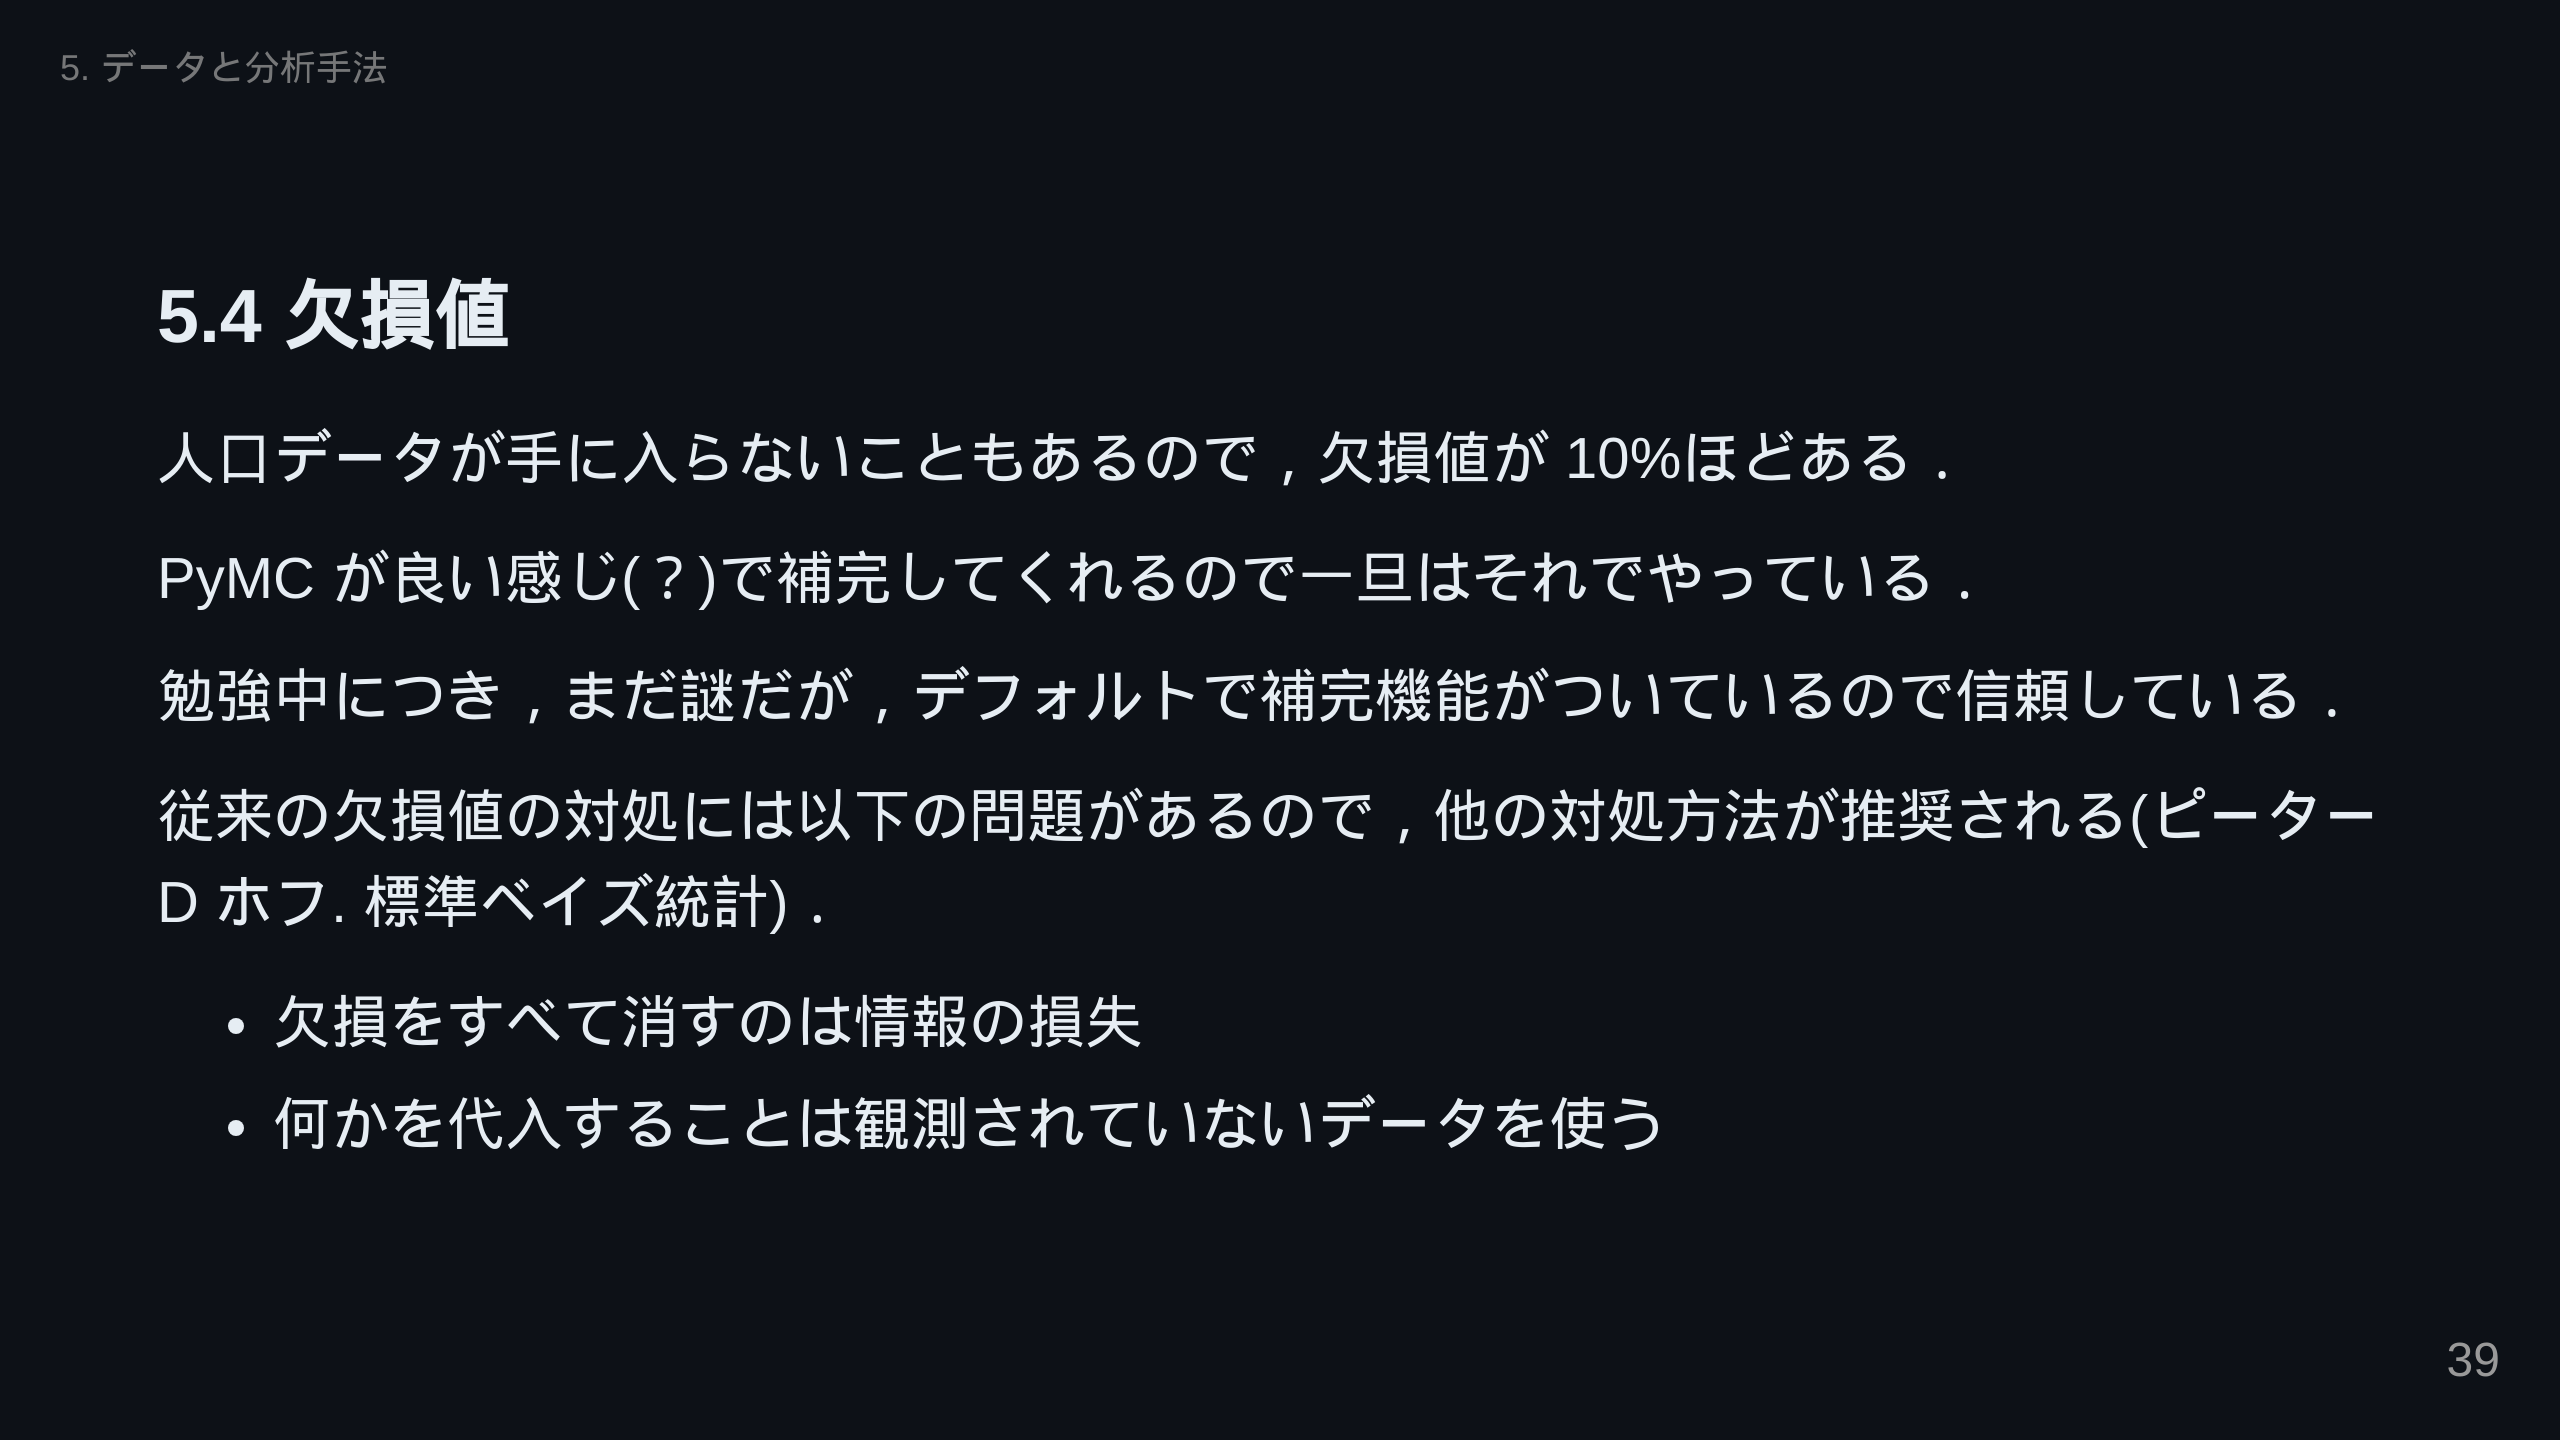 5. データと分析手法
5.4 欠損値
人口データが手に入らないこともあるので，欠損値が 10%ほどある．
PyMC が良い感じ(？)で補完してくれるので一旦はそれでやっている．
勉強中につき，まだ謎だが，デフォルトで補完機能がついているので信頼している．
従来の欠損値の対処には以下の問題があるので，他の対処方法が推奨される(ピーター
D ホフ. 標準ベイズ統計)．
• 欠損をすべて消すのは情報の損失
• 何かを代入することは観測されていないデータを使う
39